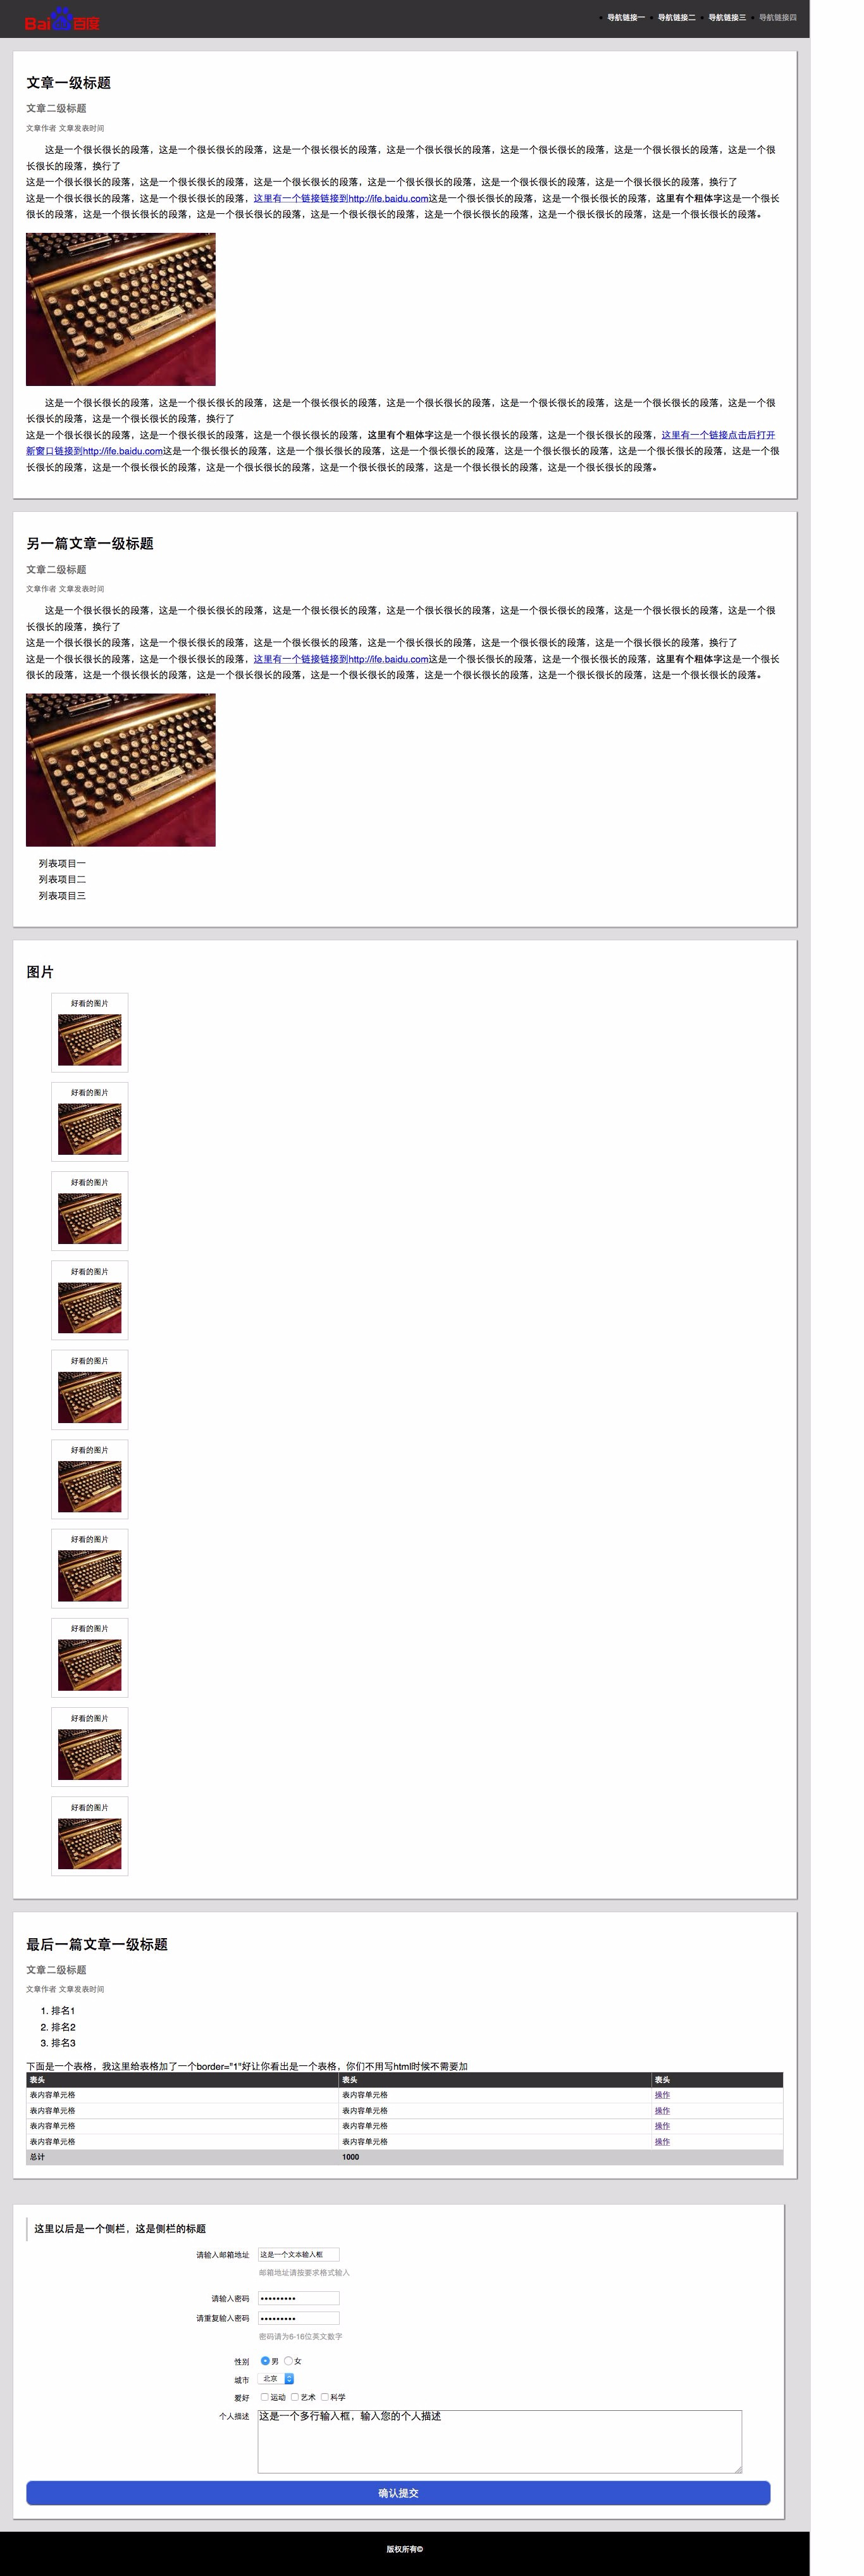 Bai百度
导航链接一 导航链接二 导航链接三 导航链接四
文章一级标题
文章二级标题
文章作者 文章发表时间
这是一个很长很长的段落，这是一个很长很长的段落，这是一个很长很长的段落，这是一个很长很长的段落，这是一个很长很长的段落，这是一个很长很长的段落，这是一个很
长很长的段落，换行了
这是一个很长很长的段落，这是一个很长很长的段落，这是一个很长很长的段落，这是一个很长很长的段落，这是一个很长很长的段落，这是一个很长很长的段落，换行了
这是一个很长很长的段落，这是一个很长很长的段落，这里有一个链接链接到http://ife.baidu.com这是一个很长很长的段落，这是一个很长很长的段落，这里有个粗体字这是一个很长
很长的段落，这是一个很长很长的段落，这是一个很长很长的段落，这是一个很长很长的段落，这是一个很长很长的段落，这是一个很长很长的段落，这是一个很长很长的段落。
这是一个很长很长的段落，这是一个很长很长的段落，这是一个很长很长的段落，这是一个很长很长的段落，这是一个很长很长的段落，这是一个很长很长的段落，这是一个很
长很长的段落，这是一个很长很长的段落，换行了
这是一个很长很长的段落，这是一个很长很长的段落，这是一个很长很长的段落，这里有个粗体字这是一个很长很长的段落，这是一个很长很长的段落，这里有一个链接点击后打开
新窗口链接到http://ife.baidu.com这是一个很长很长的段落，这是一个很长很长的段落，这是一个很长很长的段落，这是一个很长很长的段落，这是一个很长很长的段落，这是一个很
长很长的段落，这是一个很长很长的段落，这是一个很长很长的段落，这是一个很长很长的段落，这是一个很长很长的段落，这是一个很长很长的段落。
另一篇文章一级标题
文章二级标题
文章作者 文章发表时间
这是一个很长很长的段落，这是一个很长很长的段落，这是一个很长很长的段落，这是一个很长很长的段落，这是一个很长很长的段落，这是一个很长很长的段落，这是一个很
长很长的段落，换行了
这是一个很长很长的段落，这是一个很长很长的段落，这是一个很长很长的段落，这是一个很长很长的段落，这是一个很长很长的段落，这是一个很长很长的段落，换行了
这是一个很长很长的段落，这是一个很长很长的段落，这里有一个链接链接到http://ife.baidu.com这是一个很长很长的段落，这是一个很长很长的段落，这里有个粗体字这是一个很长
很长的段落，这是一个很长很长的段落，这是一个很长很长的段落，这是一个很长很长的段落，这是一个很长很长的段落，这是一个很长很长的段落，这是一个很长很长的段落。
列表项目一
列表项目二
列表项目三
图片
好看的图片
好看的图片
好看的图片
好看的图片
好看的图片
好看的图片
好看的图片
好看的图片
好看的图片
好看的图片
最后一篇文章一级标题
文章二级标题
文章作者 文章发表时间
1. 排名1
2. 排名2
3. 排名3
下面是一个表格，我这里给表格加了一个border="1"好让你看出是一个表格，你们不用写html时候不需要加
表头 表头 表头
表内容单元格 表内容单元格 操作
表内容单元格 表内容单元格 操作
表内容单元格 表内容单元格 操作
表内容单元格 表内容单元格 操作
总计 1000
这里以后是一个侧栏，这是侧栏的标题
请输入邮箱地址 这是一个文本输入框
邮箱地址请按要求格式输入
请输入密码 •••••••••
请重复输入密码 •••••••••
密码请为6-16位英文数字
性别 男 女
城市 北京
爱好 运动 艺术 科学
个人描述 这是一个多行输入框，输入您的个人描述
确认提交
版权所有©